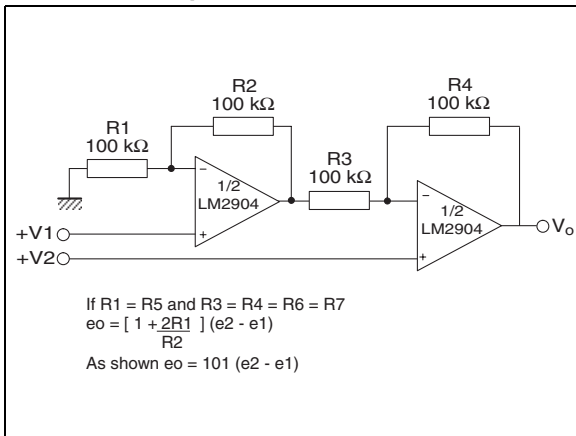 R2
100 kΩ
R4
100 kΩ
R1
100 kΩ
R3
100 kΩ
−
1/2
LM2904
+
−
1/2
LM2904
+
Vo
+V1
+V2
If R1 = R5 and R3 = R4 = R6 = R7
eo = [ 1 + 2R1 ] (e2 - e1)
R2
As shown eo = 101 (e2 - e1)